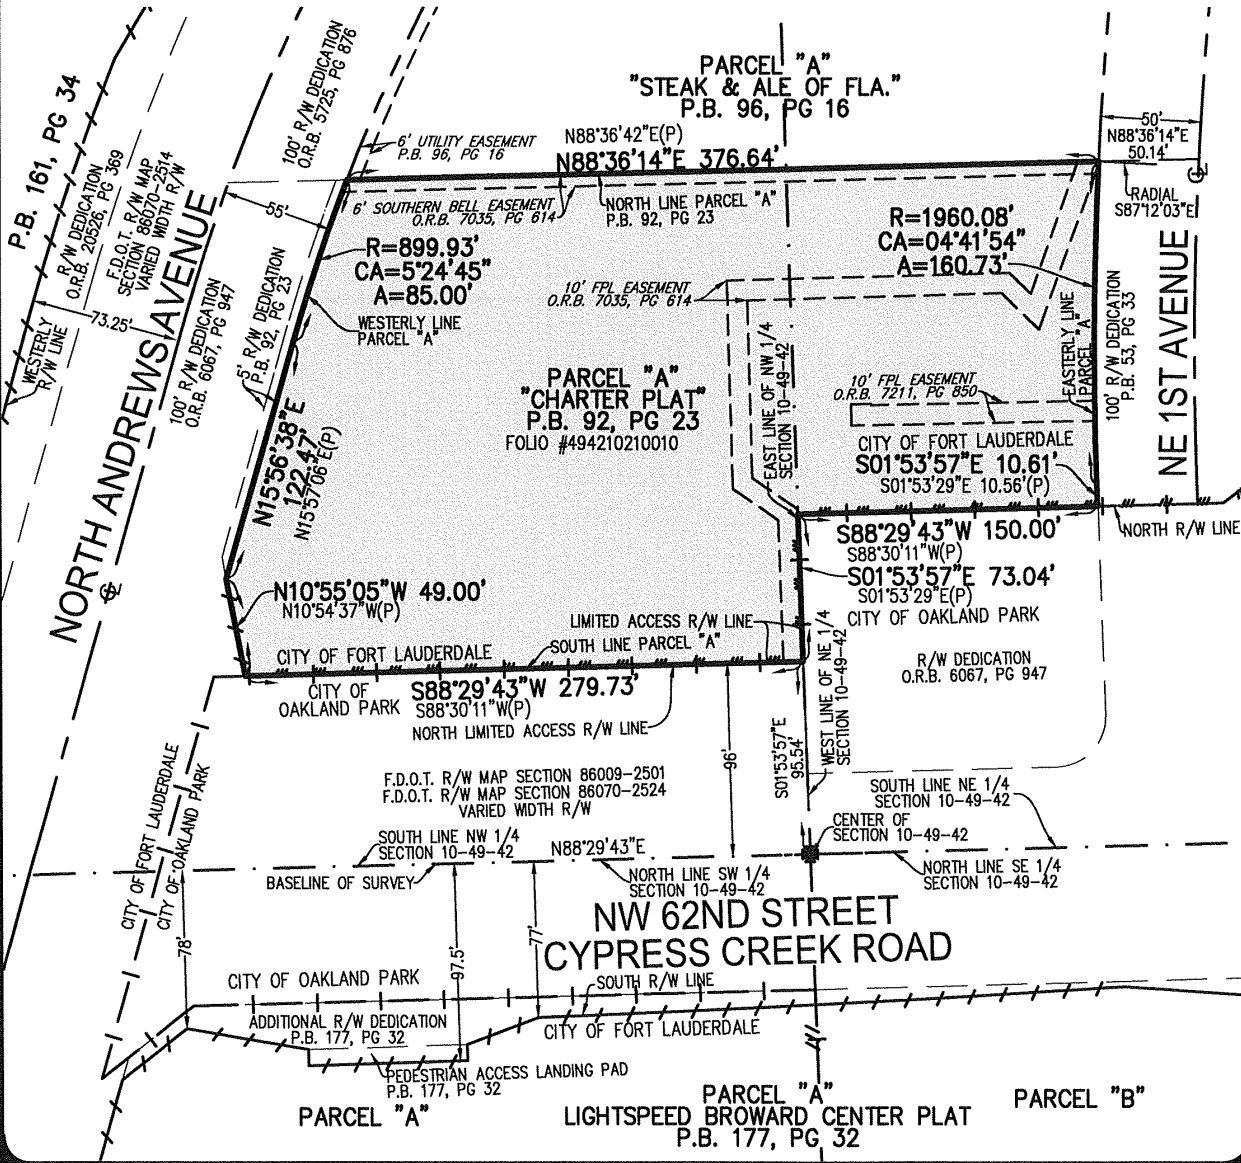 PARCEL "A"
"STEAK & ALE OF FLA."
P.B. 96, PG 16
P.B. 161, PG 34
R/W DEDICATION
O.R.B. 20526, PG 369
F.D.O.T. R/W MAP
SECTION 86070-2514
VARIED WIDTH R/W
100' R/W DEDICATION
O.R.B. 5725, PG 876
6' UTILITY EASEMENT
P.B. 96, PG 16
N88°36'42"E(P)
N88°36'14"E 376.64'
50'
N88°36'14"E
50.14'
RADIAL
S87°12'03"E
6' SOUTHERN BELL EASEMENT
O.R.B. 7035, PG 614
NORTH LINE PARCEL "A"
P.B. 92, PG 23
55'
R=899.93'
CA=5°24'45"
A=85.00'
WESTERLY LINE
PARCEL "A"
R=1960.08'
CA=04°41'54"
A=160.73'
10' FPL EASEMENT
O.R.B. 7035, PG 614
73.25'
WESTERLY
R/W LINE
NORTH ANDREWS AVENUE
100' R/W DEDICATION
O.R.B. 6067, PG 947
5' R/W DEDICATION
P.B. 92, PG 23
EAST LINE OF NW 1/4
SECTION 10-49-42
EASTERLY LINE
PARCEL "A"
100' R/W DEDICATION
P.B. 53, PG 33
NE 1ST AVENUE
PARCEL "A"
"CHARTER PLAT"
P.B. 92, PG 23
FOLIO #494210210010
10' FPL EASEMENT
O.R.B. 7211, PG 850
CITY OF FORT LAUDERDALE
S01°53'57"E 10.61'
S01°53'29"E 10.56'(P)
N15°56'38"E
122.47'
N15°57'06"E(P)
S88°29'43"W 150.00'
S88°30'11"W(P)
NORTH R/W LINE
S01°53'57"E 73.04'
S01°53'29"E(P)
CITY OF OAKLAND PARK
N10°55'05"W 49.00'
N10°54'37"W(P)
LIMITED ACCESS R/W LINE
SOUTH LINE PARCEL "A"
CITY OF FORT LAUDERDALE
R/W DEDICATION
O.R.B. 6067, PG 947
CITY OF
OAKLAND PARK
S88°29'43"W 279.73'
S88°30'11"W(P)
NORTH LIMITED ACCESS R/W LINE
WEST LINE OF NE 1/4
SECTION 10-49-42
S01°53'57"E
95.54'
96'
F.D.O.T. R/W MAP SECTION 86009-2501
F.D.O.T. R/W MAP SECTION 86070-2524
VARIED WIDTH R/W
CITY OF FORT LAUDERDALE
CITY OF OAKLAND PARK
SOUTH LINE NE 1/4
SECTION 10-49-42
CENTER OF
SECTION 10-49-42
SOUTH LINE NW 1/4
SECTION 10-49-42
N88°29'43"E
BASELINE OF SURVEY
NORTH LINE SW 1/4
SECTION 10-49-42
NORTH LINE SE 1/4
SECTION 10-49-42
NW 62ND STREET
CYPRESS CREEK ROAD
78'
97.5'
77'
CITY OF OAKLAND PARK
SOUTH R/W LINE
ADDITIONAL R/W DEDICATION
P.B. 177, PG 32
CITY OF FORT LAUDERDALE
PEDESTRIAN ACCESS LANDING PAD
P.B. 177, PG 32
PARCEL "A"
PARCEL "A"
LIGHTSPEED BROWARD CENTER PLAT
P.B. 177, PG 32
PARCEL "B"